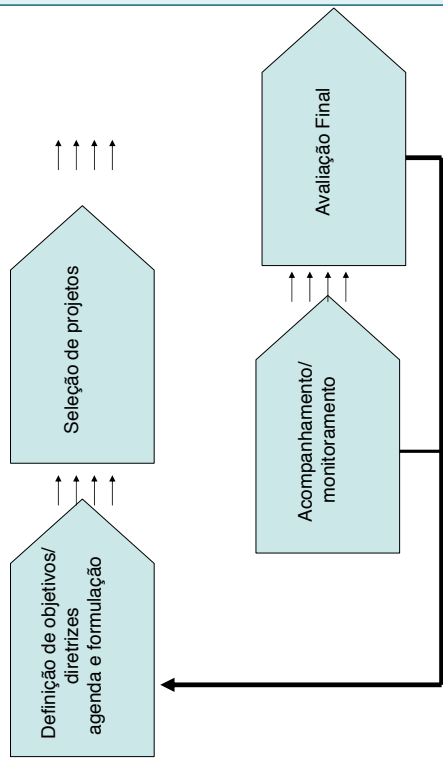 Definição de objetivos/
diretrizes
agenda e formulação
Seleção de projetos
Acompanhamento/
monitoramento
Avaliação Final